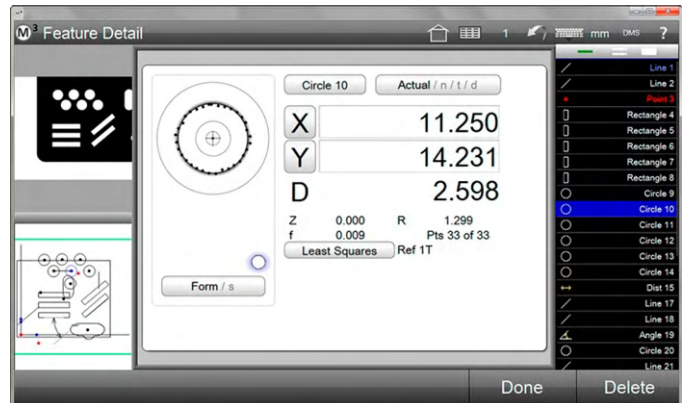 M³ Feature Detail
1
mm
DMS
?
Circle 10
Actual / n / t / d
X
11.250
Y
14.231
D
2.598
Z
0.000
R
1.299
f
0.009
Pts 33 of 33
Least Squares
Ref 1T
Form / s
Line 1
Line 2
Point 3
Rectangle 4
Rectangle 5
Rectangle 6
Rectangle 7
Rectangle 8
Circle 9
Circle 10
Circle 11
Circle 12
Circle 13
Circle 14
Dist 15
Line 17
Line 18
Angle 19
Circle 20
Line 21
Done
Delete